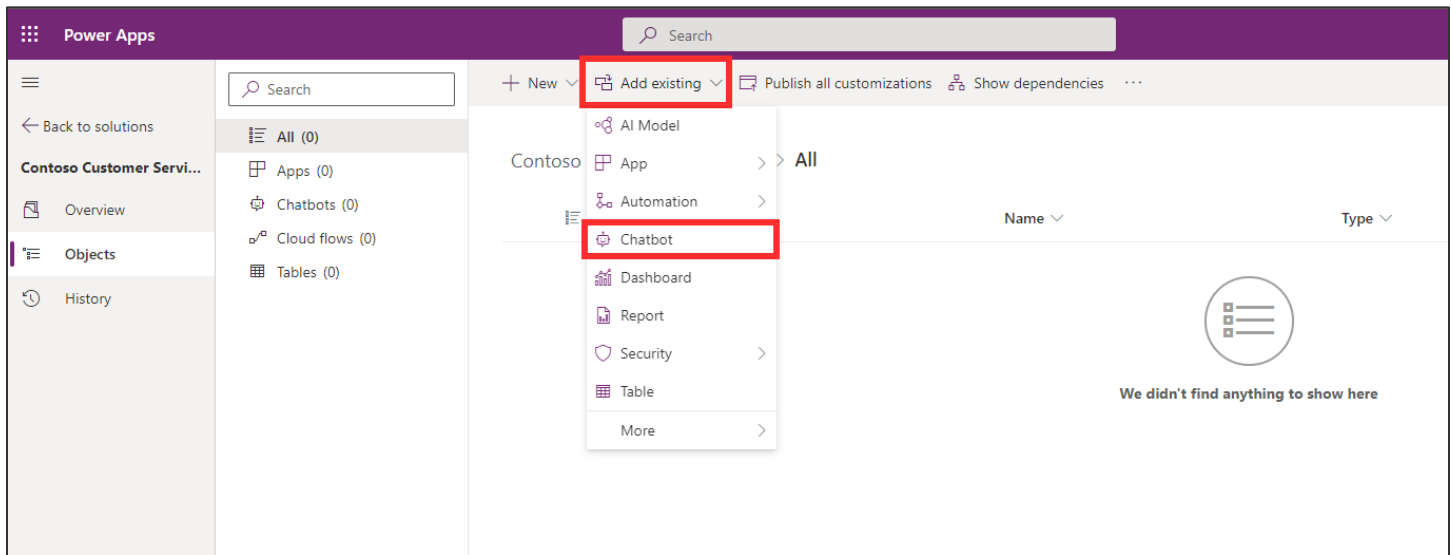 Power Apps
Search
Back to solutions
Contoso Customer Servi...
Overview
Objects
History
Search
All (0)
Apps (0)
Chatbots (0)
Cloud flows (0)
Tables (0)
New
Add existing
Publish all customizations
Show dependencies
···
AI Model
App
Automation
Chatbot
Dashboard
Report
Security
Table
More
Contoso
> All
Name
Type
We didn't find anything to show here